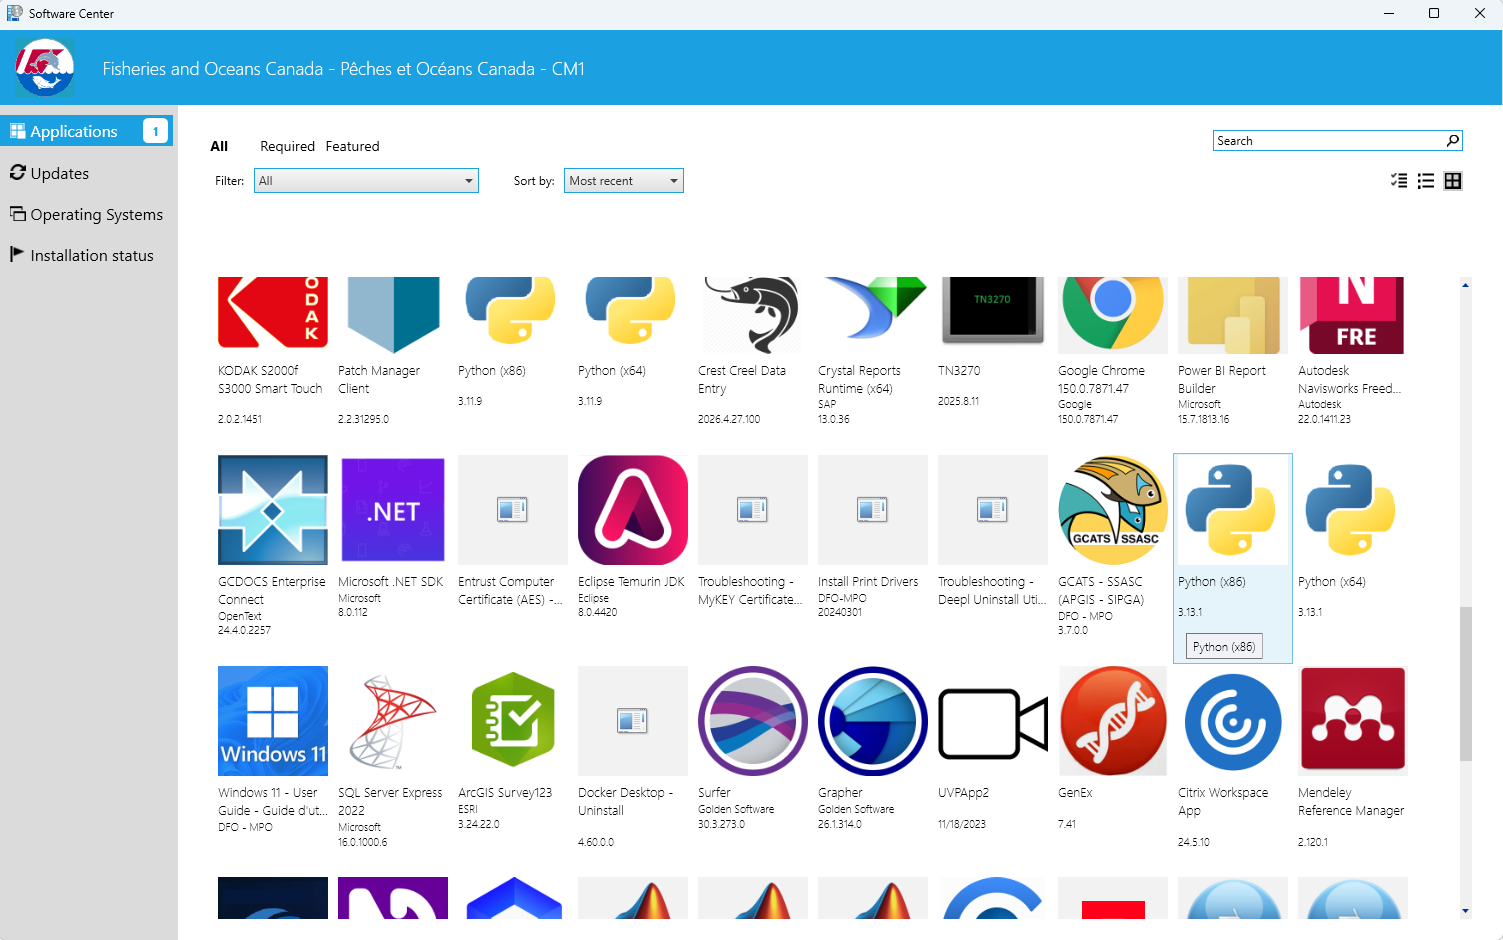 Software Center
Fisheries and Oceans Canada - Pêches et Océans Canada - CM1
Applications 1
Updates
Operating Systems
Installation status
All Required Featured
Search
Filter: All Sort by: Most recent
KODAK
TN3270
N
FRE
KODAK S2000f
S3000 Smart Touch
2.0.2.1451
Patch Manager
Client
2.2.31295.0
Python (x86)
3.11.9
Python (x64)
3.11.9
Crest Creel Data
Entry
2026.4.27.100
Crystal Reports
Runtime (x64)
SAP
13.0.36
TN3270
2025.8.11
Google Chrome
150.0.7871.47
Google
150.0.7871.47
Power BI Report
Builder
Microsoft
15.7.1813.16
Autodesk
Navisworks Freed...
Autodesk
22.0.1411.23
.NET
GCATS SSASC
GCDOCS Enterprise
Connect
OpenText
24.4.0.2257
Microsoft .NET SDK
Microsoft
8.0.112
Entrust Computer
Certificate (AES) -...
Eclipse Temurin JDK
Eclipse
8.0.4420
Troubleshooting -
MyKEY Certificate...
Install Print Drivers
DFO-MPO
20240301
Troubleshooting -
Deepl Uninstall Uti...
GCATS - SSASC
(APGIS - SIPGA)
DFO - MPO
3.7.0.0
Python (x86)
3.13.1
Python (x86)
Python (x64)
3.13.1
Windows 11
Windows 11 - User
Guide - Guide d'ut...
DFO - MPO
SQL Server Express
2022
Microsoft
16.0.1000.6
ArcGIS Survey123
ESRI
3.24.22.0
Docker Desktop -
Uninstall
4.60.0.0
Surfer
Golden Software
30.3.273.0
Grapher
Golden Software
26.1.314.0
UVPApp2
11/18/2023
GenEx
7.41
Citrix Workspace
App
24.5.10
Mendeley
Reference Manager
2.120.1